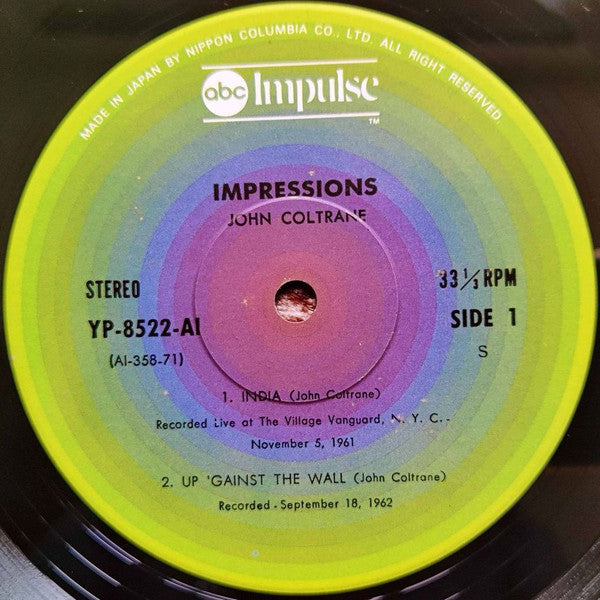 MADE IN JAPAN BY NIPPON COLUMBIA CO., LTD. ALL RIGHT RESERVED.
abc Impulse
TM
IMPRESSIONS
JOHN COLTRANE
STEREO
33 1/3 RPM
YP-8522-AI
SIDE 1
(AI-358-71)
S
1. INDIA (John Coltrane)
Recorded Live at The Village Vanguard, N. Y. C. -
November 5, 1961
2. UP 'GAINST THE WALL (John Coltrane)
Recorded - September 18, 1962